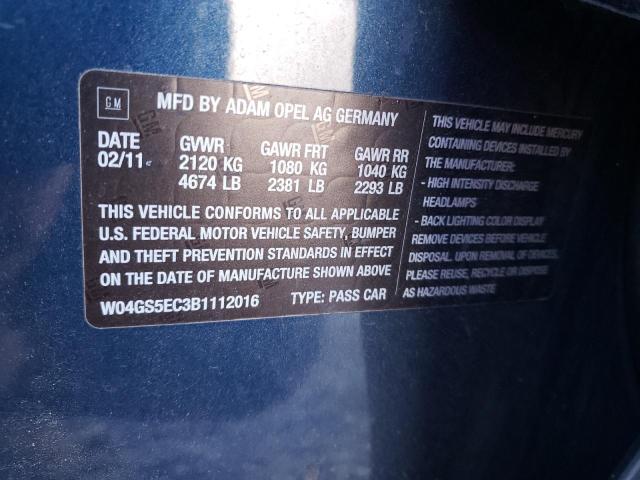 GM
MFD BY ADAM OPEL AG GERMANY
DATE GVWR GAWR FRT GAWR RR
02/11 2120 KG 1080 KG 1040 KG
4674 LB 2381 LB 2293 LB
THIS VEHICLE CONFORMS TO ALL APPLICABLE
U.S. FEDERAL MOTOR VEHICLE SAFETY, BUMPER
AND THEFT PREVENTION STANDARDS IN EFFECT
ON THE DATE OF MANUFACTURE SHOWN ABOVE
W04GS5EC3B1112016 TYPE: PASS CAR
THIS VEHICLE MAY INCLUDE MERCURY
CONTAINING DEVICES INSTALLED BY
THE MANUFACTURER:
- HIGH INTENSITY DISCHARGE
HEADLAMPS
- BACK LIGHTING COLOR DISPLAY
REMOVE DEVICES BEFORE VEHICLE
DISPOSAL. UPON REMOVAL OF DEVICES,
PLEASE REUSE, RECYCLE OR DISPOSE
AS HAZARDOUS WASTE